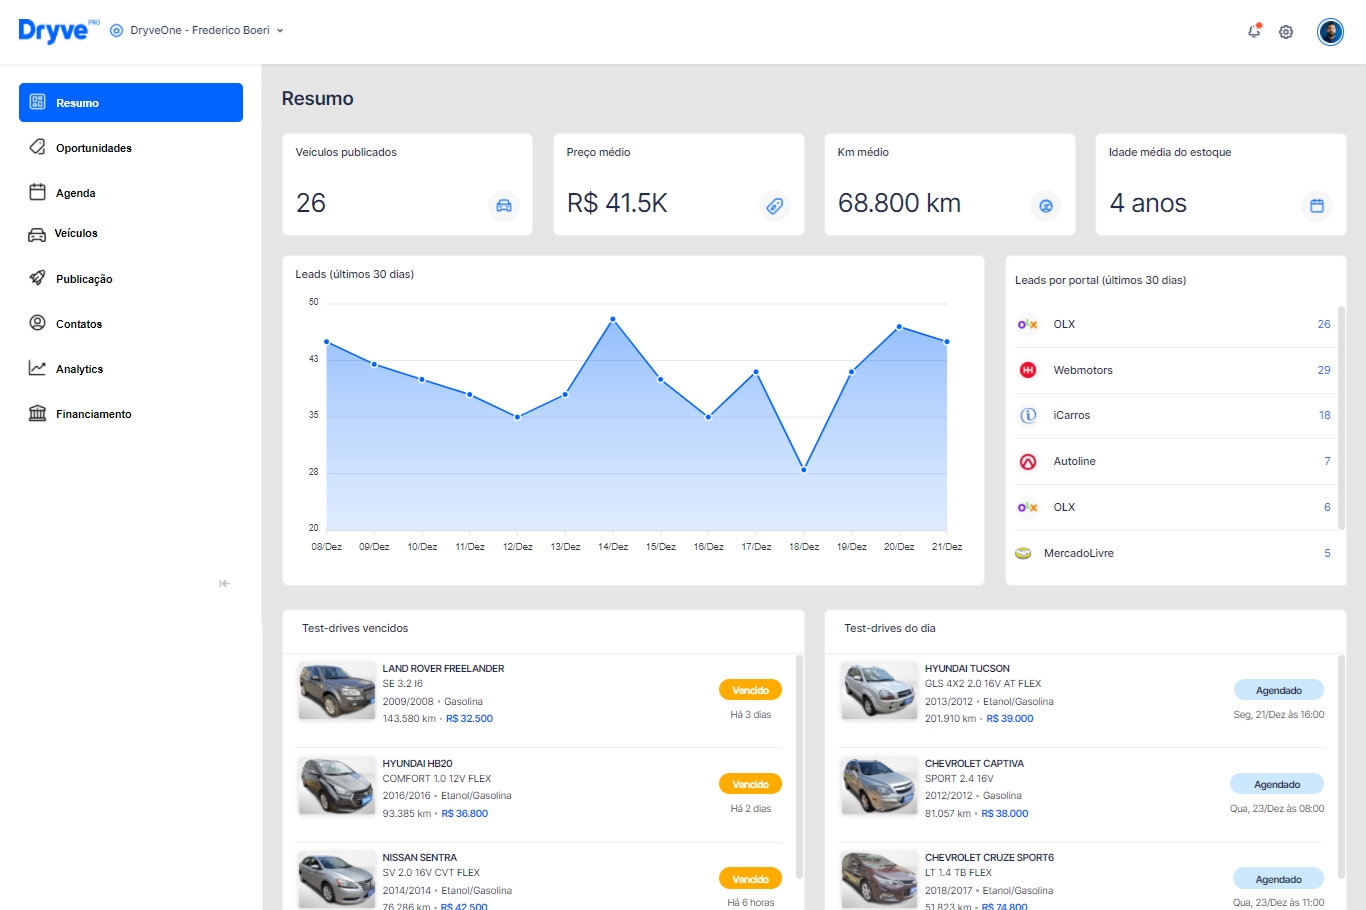 Dryve PRO
DryveOne - Frederico Boeri
Resumo
Oportunidades
Agenda
Veículos
Publicação
Contatos
Analytics
Financiamento
Resumo
Veículos publicados
26
Preço médio
R$ 41.5K
Km médio
68.800 km
Idade média do estoque
4 anos
Leads (últimos 30 dias)
50
43
35
28
20
08/Dez 09/Dez 10/Dez 11/Dez 12/Dez 13/Dez 14/Dez 15/Dez 16/Dez 17/Dez 18/Dez 19/Dez 20/Dez 21/Dez
Leads por portal (últimos 30 dias)
olx OLX 26
Webmotors 29
iCarros 18
Autoline 7
olx OLX 6
MercadoLivre 5
Test-drives vencidos
LAND ROVER FREELANDER
SE 3.2 I6
2009/2008 • Gasolina
143.580 km • R$ 32.500
Vencido
Há 3 dias
HYUNDAI HB20
COMFORT 1.0 12V FLEX
2016/2016 • Etanol/Gasolina
93.385 km • R$ 36.800
Vencido
Há 2 dias
NISSAN SENTRA
SV 2.0 16V CVT FLEX
2014/2014 • Etanol/Gasolina
76.286 km • R$ 42.500
Vencido
Há 6 horas
Test-drives do dia
HYUNDAI TUCSON
GLS 4X2 2.0 16V AT FLEX
2013/2012 • Etanol/Gasolina
201.910 km • R$ 39.000
Agendado
Seg, 21/Dez às 16:00
CHEVROLET CAPTIVA
SPORT 2.4 16V
2012/2012 • Gasolina
81.057 km • R$ 38.000
Agendado
Qua, 23/Dez às 08:00
CHEVROLET CRUZE SPORT6
LT 1.4 TB FLEX
2018/2017 • Etanol/Gasolina
51.823 km • R$ 74.800
Agendado
Qua, 23/Dez às 11:00